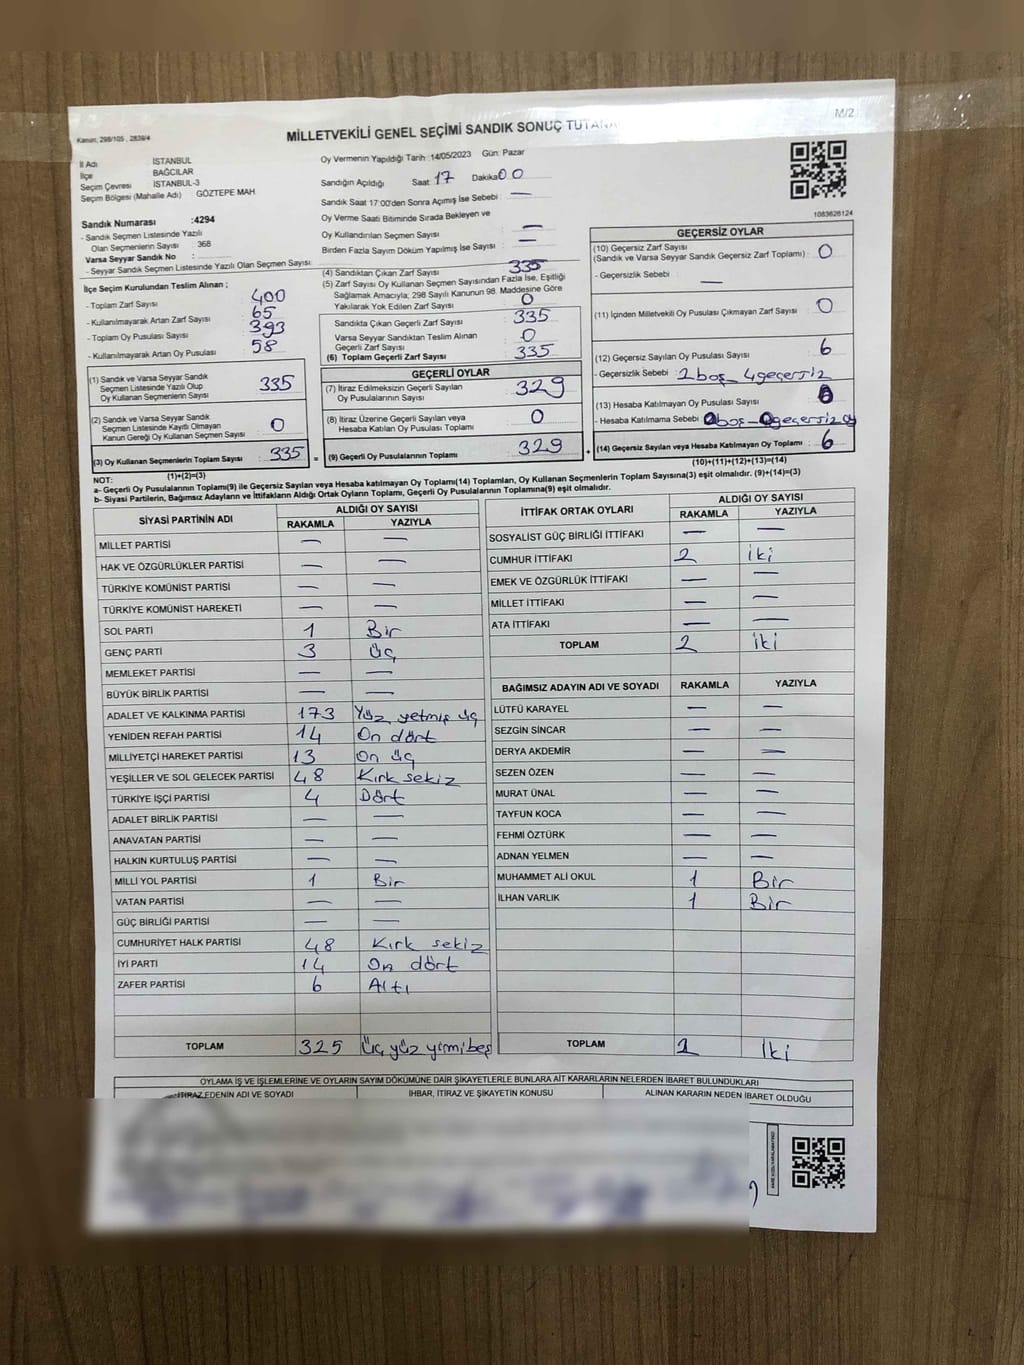 M/2
Kanun, 298/105 , 2839/4
MİLLETVEKİLİ GENEL SEÇİMİ SANDIK SONUÇ
İl Adı İSTANBUL
İlçe BAĞCILAR
Seçim Çevresi İSTANBUL-3
Seçim Bölgesi (Mahalle Adı) GÖZTEPE MAH
Sandık Numarası :4294
- Sandık Seçmen Listesinde Yazılı
Olan Seçmenlerin Sayısı : 368
Varsa Seyyar Sandık No :
- Seyyar Sandık Seçmen Listesinde Yazılı Olan Seçmen Sayısı:
İlçe Seçim Kurulundan Teslim Alınan ;
- Toplam Zarf Sayısı : 400
- Kullanılmayarak Artan Zarf Sayısı : 65
- Toplam Oy Pusulası Sayısı : 393
- Kullanılmayarak Artan Oy Pusulası : 58
(1) Sandık ve Varsa Seyyar Sandık
Seçmen Listesinde Yazılı Olup
Oy Kullanan Seçmenlerin Sayısı : 335
(2) Sandık ve Varsa Seyyar Sandık
Seçmen Listesinde Kayıtlı Olmayan
Kanun Gereği Oy Kullanan Seçmen Sayısı : 0
(3) Oy Kullanan Seçmenlerin Toplam Sayısı : 335
(1)+(2)=(3)
Oy Vermenin Yapıldığı Tarih :14/05/2023 Gün: Pazar
Sandığın Açıldığı Saat: 17 Dakika: 00
Sandık Saat 17:00'den Sonra Açımış İse Sebebi : —
Oy Verme Saati Bitiminde Sırada Bekleyen ve
Oy Kullandırılan Seçmen Sayısı : —
Birden Fazla Sayım Döküm Yapılmış İse Sayısı : —
(4) Sandıktan Çıkan Zarf Sayısı : 335
(5) Zarf Sayısı Oy Kullanan Seçmen Sayısından Fazla İse, Eşitliği
Sağlamak Amacıyla; 298 Sayılı Kanunun 98. Maddesine Göre
Yakılarak Yok Edilen Zarf Sayısı : 0
Sandıkta Çıkan Geçerli Zarf Sayısı : 335
Varsa Seyyar Sandıktan Teslim Alınan
Geçerli Zarf Sayısı : 0
(6) Toplam Geçerli Zarf Sayısı : 335
GEÇERLİ OYLAR
(7) İtiraz Edilmeksizin Geçerli Sayılan
Oy Pusulalarının Sayısı : 329
(8) İtiraz Üzerine Geçerli Sayılan veya
Hesaba Katılan Oy Pusulası Toplamı : 0
= (9) Geçerli Oy Pusulalarının Toplamı : 329
1083628124
GEÇERSİZ OYLAR
(10) Geçersiz Zarf Sayısı
(Sandık ve Varsa Seyyar Sandık Geçersiz Zarf Toplamı) : 0
- Geçersizlik Sebebi : —
(11) İçinden Milletvekili Oy Pusulası Çıkmayan Zarf Sayısı : 0
(12) Geçersiz Sayılan Oy Pusulası Sayısı : 6
- Geçersizlik Sebebi : 2 boş_ 4 geçersiz
(13) Hesaba Katılmayan Oy Pusulası Sayısı :
- Hesaba Katılmama Sebebi : boş_ geçersiz oy
+ (14) Geçersiz Sayılan veya Hesaba Katılmayan Oy Toplamı : 6
(10)+(11)+(12)+(13)=(14)
NOT:
a- Geçerli Oy Pusulalarının Toplamı(9) ile Geçersiz Sayılan veya Hesaba katılmayan Oy Toplamı(14) Toplamları, Oy Kullanan Seçmenlerin Toplam Sayısına(3) eşit olmalıdır. (9)+(14)=(3)
b- Siyasi Partilerin, Bağımsız Adayların ve İttifakların Aldığı Ortak Oyların Toplamı, Geçerli Oy Pusulalarının Toplamına(9) eşit olmalıdır.
SİYASİ PARTİNİN ADI ALDIĞI OY SAYISI
RAKAMLA YAZIYLA
MİLLET PARTİSİ — —
HAK VE ÖZGÜRLÜKLER PARTİSİ — —
TÜRKİYE KOMÜNİST PARTİSİ — —
TÜRKİYE KOMÜNİST HAREKETİ — —
SOL PARTİ 1 Bir
GENÇ PARTİ 3 Üç
MEMLEKET PARTİSİ — —
BÜYÜK BİRLİK PARTİSİ — —
ADALET VE KALKINMA PARTİSİ 173 Yüz yetmiş üç
YENİDEN REFAH PARTİSİ 14 On dört
MİLLİYETÇİ HAREKET PARTİSİ 13 On üç
YEŞİLLER VE SOL GELECEK PARTİSİ 48 Kırk sekiz
TÜRKİYE İŞÇİ PARTİSİ 4 Dört
ADALET BİRLİK PARTİSİ — —
ANAVATAN PARTİSİ — —
HALKIN KURTULUŞ PARTİSİ — —
MİLLİ YOL PARTİSİ 1 Bir
VATAN PARTİSİ — —
GÜÇ BİRLİĞİ PARTİSİ — —
CUMHURİYET HALK PARTİSİ 48 Kırk sekiz
İYİ PARTİ 14 On dört
ZAFER PARTİSİ 6 Altı
TOPLAM 325 Üç yüz yirmi beş
İTTİFAK ORTAK OYLARI ALDIĞI OY SAYISI
RAKAMLA YAZIYLA
SOSYALİST GÜÇ BİRLİĞİ İTTİFAKI — —
CUMHUR İTTİFAKI 2 iki
EMEK VE ÖZGÜRLÜK İTTİFAKI — —
MİLLET İTTİFAKI — —
ATA İTTİFAKI — —
TOPLAM 2 iki
BAĞIMSIZ ADAYIN ADI VE SOYADI RAKAMLA YAZIYLA
LÜTFÜ KARAYEL — —
SEZGİN SİNCAR — —
DERYA AKDEMİR — —
SEZEN ÖZEN — —
MURAT ÜNAL — —
TAYFUN KOCA — —
FEHMİ ÖZTÜRK — —
ADNAN YELMEN — —
MUHAMMET ALİ OKUL 1 Bir
İLHAN VARLIK 1 Bir
TOPLAM 2 İki
OYLAMA İŞ VE İŞLEMLERİNE VE OYLARIN SAYIM DÖKÜMÜNE DAİR ŞİKAYETLERLE BUNLARA AİT KARARLARIN NELERDEN İBARET BULUNDUKLARI
İTİRAZ EDENİN ADI VE SOYADI İHBAR, İTİRAZ VE ŞİKAYETİN KONUSU ALINAN KARARIN NEDEN İBARET OLDUĞU